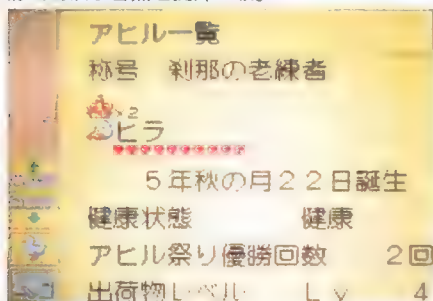 アヒル一覧
称号 刹那の老練者
×2
ヒラ
5年秋の月22日誕生
健康状態 健康
アヒル祭り優勝回数 2回
出荷物レベル Lv 4